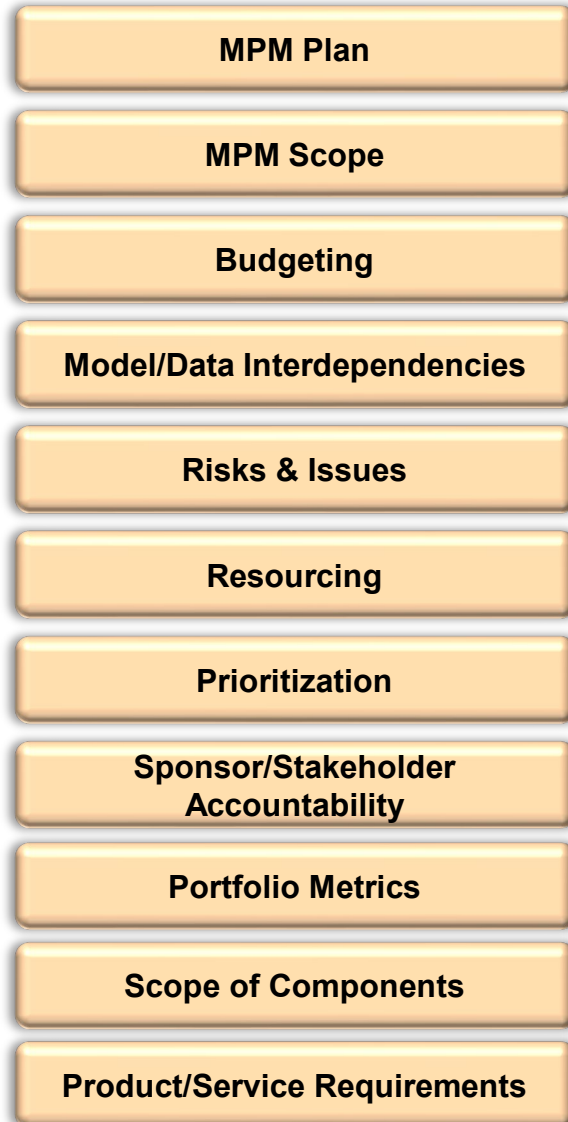 MPM Plan
MPM Scope
Budgeting
Model/Data Interdependencies
Risks & Issues
Resourcing
Prioritization
Sponsor/Stakeholder
Accountability
Portfolio Metrics
Scope of Components
Product/Service Requirements